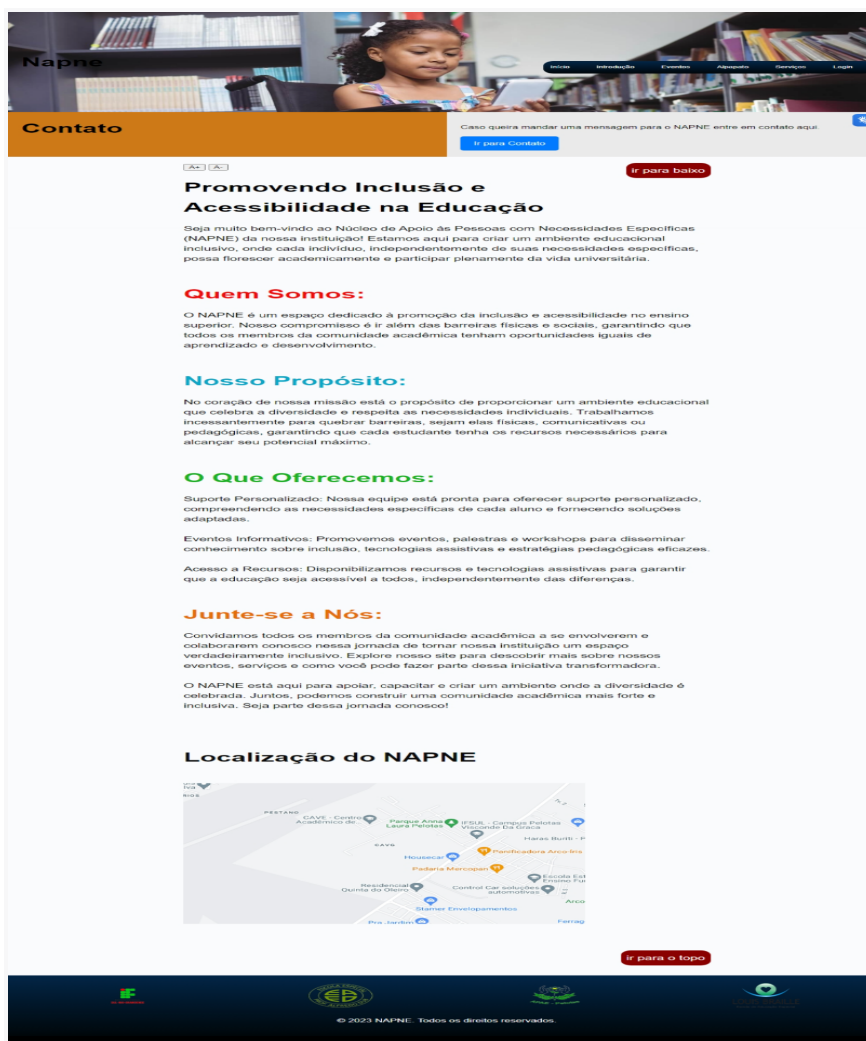 Napne
Início Introdução Eventos Alpapato Serviços Login
Contato
Caso queira mandar uma mensagem para o NAPNE entre em contato aqui.
Ir para Contato
A+ A-
ir para baixo
Promovendo Inclusão e
Acessibilidade na Educação
Seja muito bem-vindo ao Núcleo de Apoio às Pessoas com Necessidades Específicas
(NAPNE) da nossa instituição! Estamos aqui para criar um ambiente educacional
inclusivo, onde cada indivíduo, independentemente de suas necessidades específicas,
possa florescer academicamente e participar plenamente da vida universitária.
Quem Somos:
O NAPNE é um espaço dedicado à promoção da inclusão e acessibilidade no ensino
superior. Nosso compromisso é ir além das barreiras físicas e sociais, garantindo que
todos os membros da comunidade acadêmica tenham oportunidades iguais de
aprendizado e desenvolvimento.
Nosso Propósito:
No coração de nossa missão está o propósito de proporcionar um ambiente educacional
que celebra a diversidade e respeita as necessidades individuais. Trabalhamos
incessantemente para quebrar barreiras, sejam elas físicas, comunicativas ou
pedagógicas, garantindo que cada estudante tenha os recursos necessários para
alcançar seu potencial máximo.
O Que Oferecemos:
Suporte Personalizado: Nossa equipe está pronta para oferecer suporte personalizado,
compreendendo as necessidades específicas de cada aluno e fornecendo soluções
adaptadas.
Eventos Informativos: Promovemos eventos, palestras e workshops para disseminar
conhecimento sobre inclusão, tecnologias assistivas e estratégias pedagógicas eficazes.
Acesso a Recursos: Disponibilizamos recursos e tecnologias assistivas para garantir
que a educação seja acessível a todos, independentemente das diferenças.
Junte-se a Nós:
Convidamos todos os membros da comunidade acadêmica a se envolverem e
colaborarem conosco nessa jornada de tornar nossa instituição um espaço
verdadeiramente inclusivo. Explore nosso site para descobrir mais sobre nossos
eventos, serviços e como você pode fazer parte dessa iniciativa transformadora.
O NAPNE está aqui para apoiar, capacitar e criar um ambiente onde a diversidade é
celebrada. Juntos, podemos construir uma comunidade acadêmica mais forte e
inclusiva. Seja parte dessa jornada conosco!
Localização do NAPNE
PESTANO
CAVE - Centro
Acadêmico de...
Parque Anna
Laura Pelotas
IFSUL - Campus Pelotas
Visconde Da Graca
Haras Buriti - P
CAVG
Housecar
Panificadora Arco-Iris
Padaria Mercopan
Escola Est
Ensino Fun
Residencial
Quinta do Oleiro
Control Car soluções
automotivas
Arco
Starner Envelopamentos
Pra Jardim
Ferrag
ir para o topo
© 2023 NAPNE. Todos os direitos reservados.